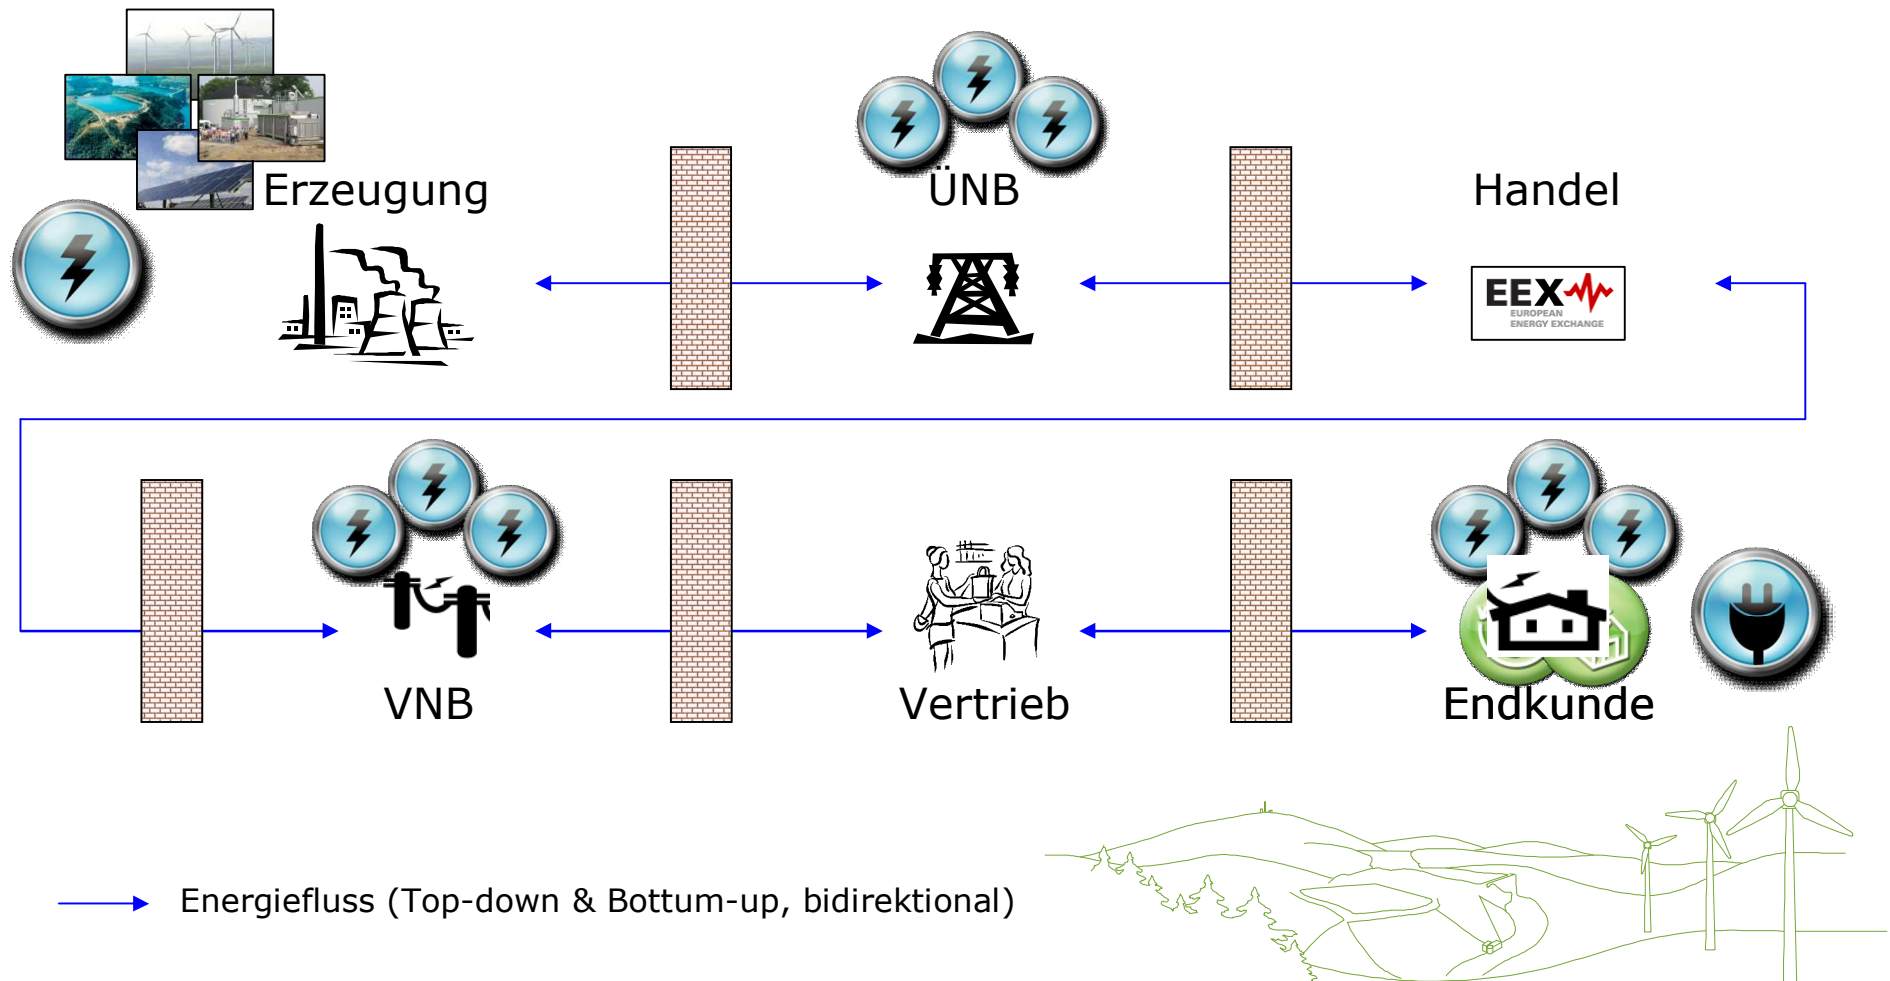 Erzeugung
ÜNB
Handel
EEX
EUROPEAN
ENERGY EXCHANGE
VNB
Vertrieb
Endkunde
Energiefluss (Top-down & Bottum-up, bidirektional)